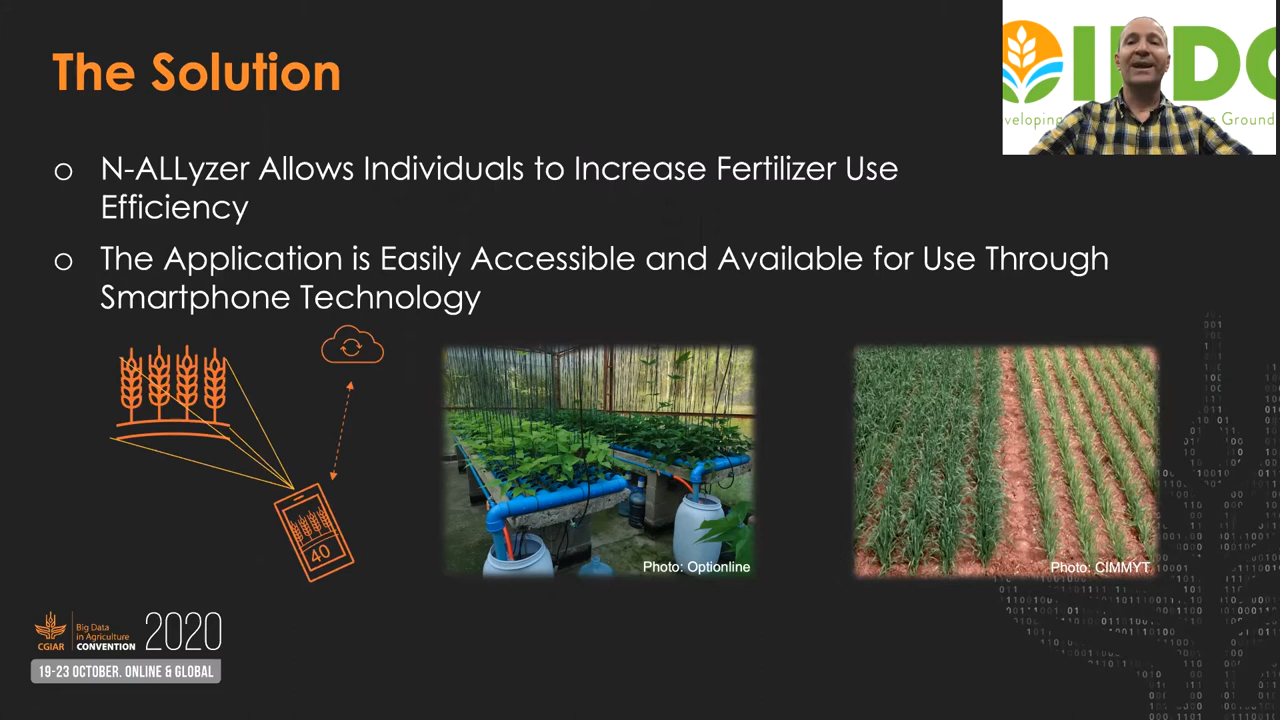 The Solution
N-ALLyzer Allows Individuals to Increase Fertilizer Use
Efficiency
The Application is Easily Accessible and Available for Use Through
Smartphone Technology
40
Photo: Optionline
Photo: CIMMYT
CGIAR
Big Data
in Agriculture
CONVENTION
2020
19-23 OCTOBER. ONLINE & GLOBAL
Ground